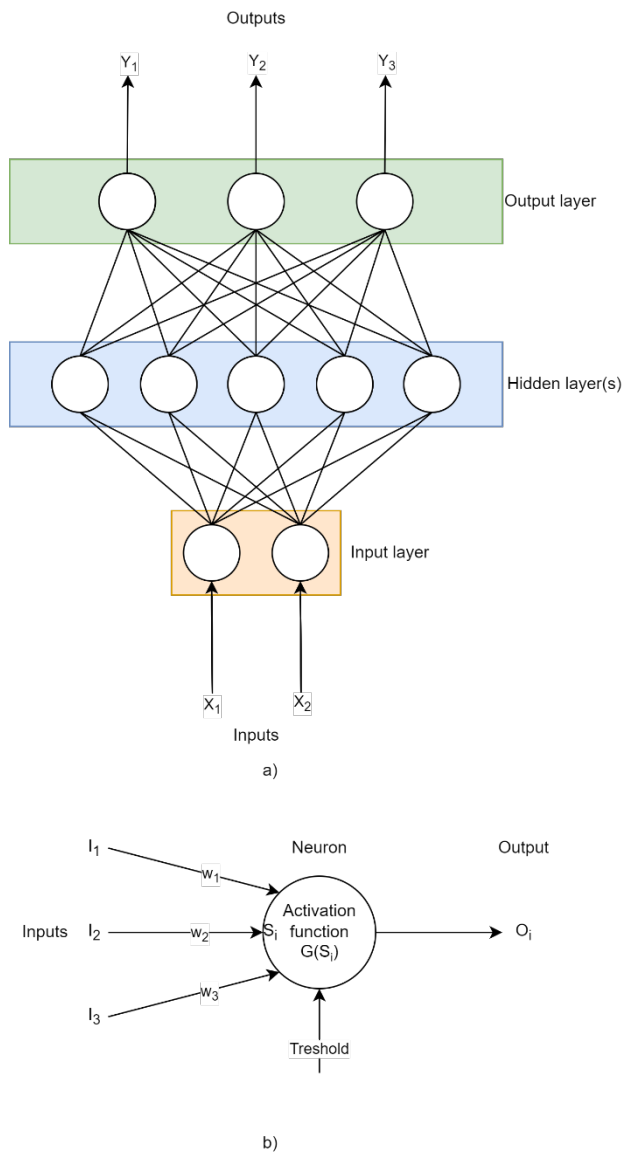 Outputs
Y1 Y2 Y3
Output layer
Hidden layer(s)
Input layer
X1 X2
Inputs
a)
I1 Neuron Output
w1
Activation
Inputs I2 w2 Si function Oi
G(Si)
w3
I3
Treshold
b)